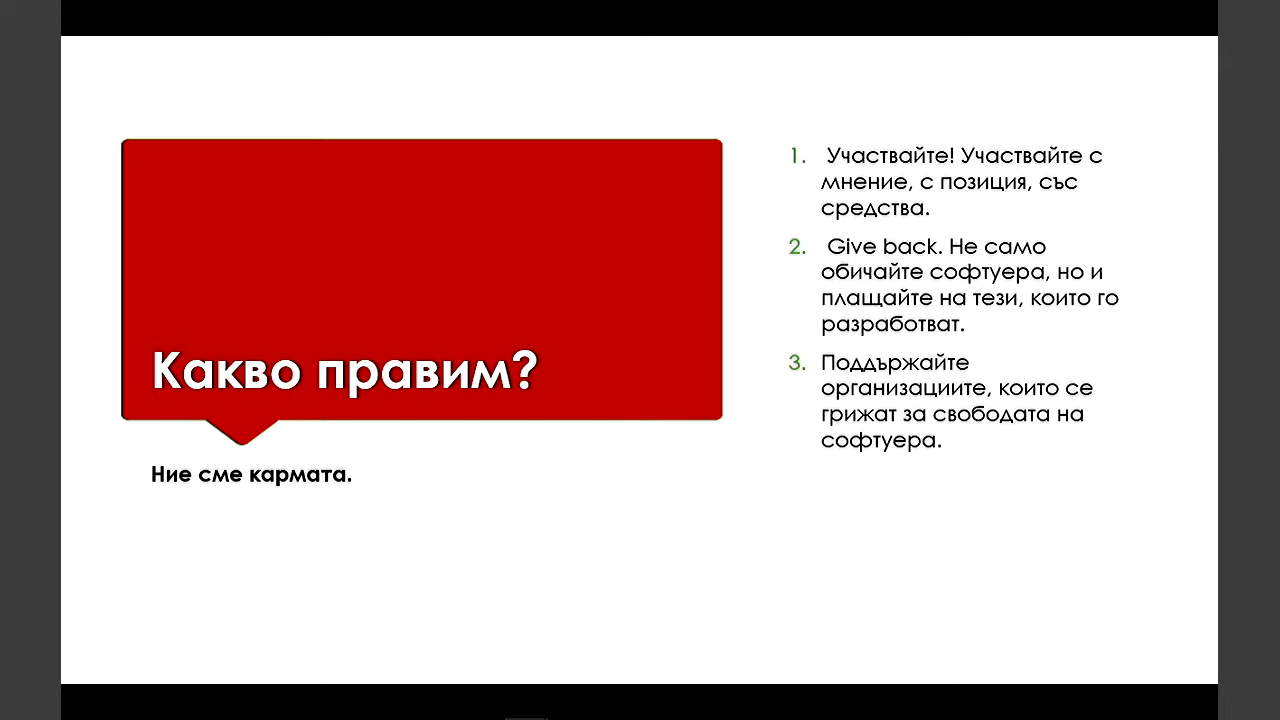 Какво правим?
Ние сме кармата.
1. Участвайте! Участвайте с
мнение, с позиция, със
средства.
2. Give back. Не само
обичайте софтуера, но и
плащайте на тези, които го
разработват.
3. Поддържайте
организациите, които се
грижат за свободата на
софтуера.